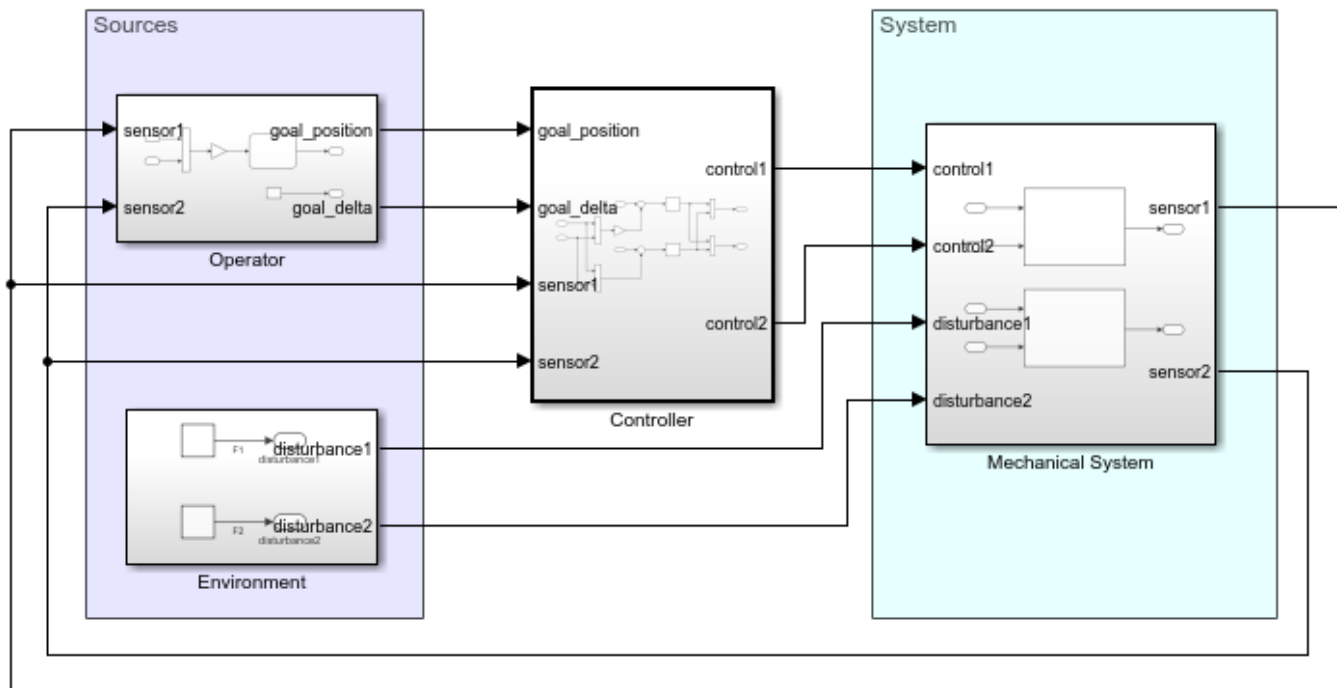 Sources
sensor1
goal_position
sensor2
goal_delta
Operator
F1
disturbance1
disturbance1
F2
disturbance2
disturbance2
Environment
goal_position
control1
goal_delta
sensor1
control2
sensor2
Controller
System
control1
sensor1
control2
disturbance1
sensor2
disturbance2
Mechanical System